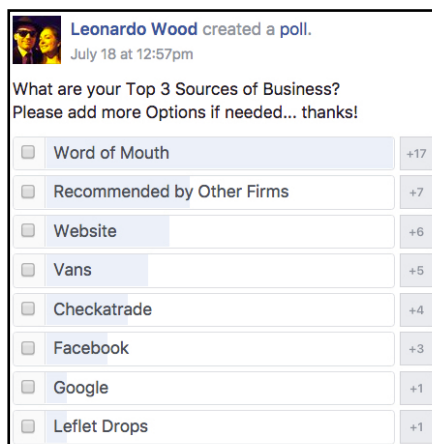 Leonardo Wood created a poll.
July 18 at 12:57pm
What are your Top 3 Sources of Business?
Please add more Options if needed... thanks!
Word of Mouth +17
Recommended by Other Firms +7
Website +6
Vans +5
Checkatrade +4
Facebook +3
Google +1
Leflet Drops +1